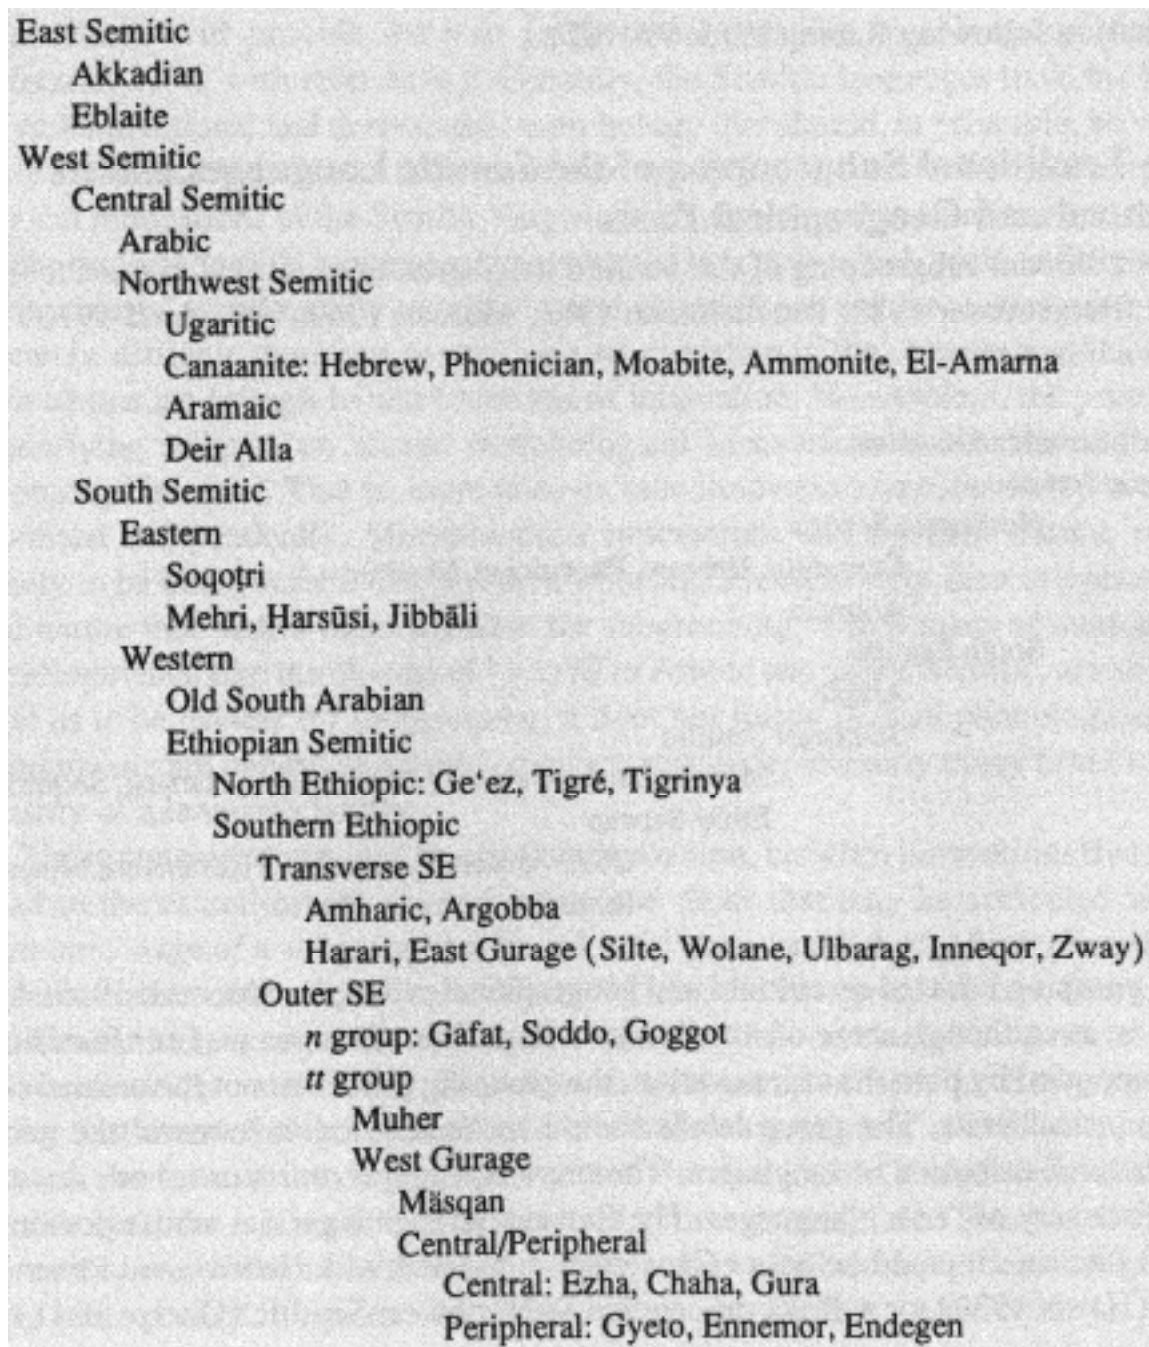 East Semitic
Akkadian
Eblaite
West Semitic
Central Semitic
Arabic
Northwest Semitic
Ugaritic
Canaanite: Hebrew, Phoenician, Moabite, Ammonite, El-Amarna
Aramaic
Deir Alla
South Semitic
Eastern
Soqoṭri
Mehri, Ḥarsūsi, Jibbāli
Western
Old South Arabian
Ethiopian Semitic
North Ethiopic: Ge‘ez, Tigré, Tigrinya
Southern Ethiopic
Transverse SE
Amharic, Argobba
Harari, East Gurage (Silte, Wolane, Ulbarag, Inneqor, Zway)
Outer SE
n group: Gafat, Soddo, Goggot
tt group
Muher
West Gurage
Mäsqan
Central/Peripheral
Central: Ezha, Chaha, Gura
Peripheral: Gyeto, Ennemor, Endegen